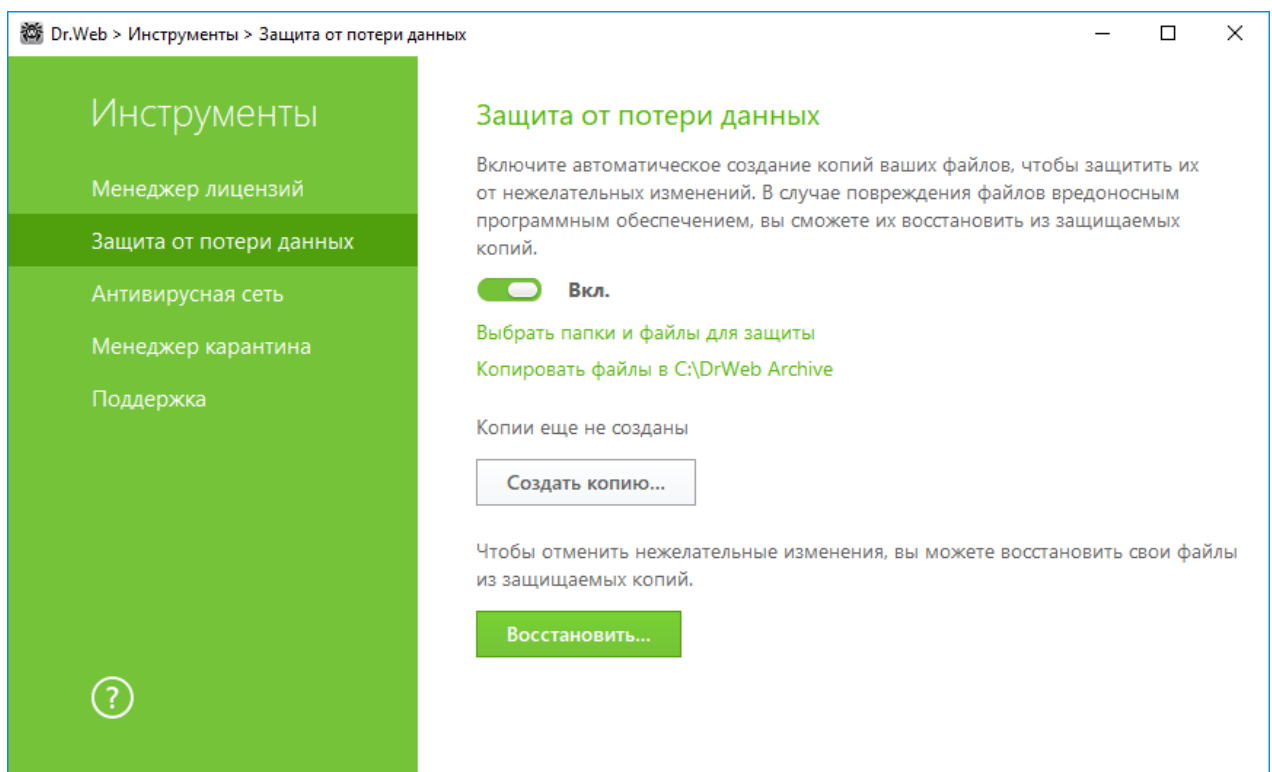 Dr.Web > Инструменты > Защита от потери данных
Инструменты
Менеджер лицензий
Защита от потери данных
Антивирусная сеть
Менеджер карантина
Поддержка
?
Защита от потери данных
Включите автоматическое создание копий ваших файлов, чтобы защитить их
от нежелательных изменений. В случае повреждения файлов вредоносным
программным обеспечением, вы сможете их восстановить из защищаемых
копий.
Вкл.
Выбрать папки и файлы для защиты
Копировать файлы в C:\DrWeb Archive
Копии еще не созданы
Создать копию...
Чтобы отменить нежелательные изменения, вы можете восстановить свои файлы
из защищаемых копий.
Восстановить...